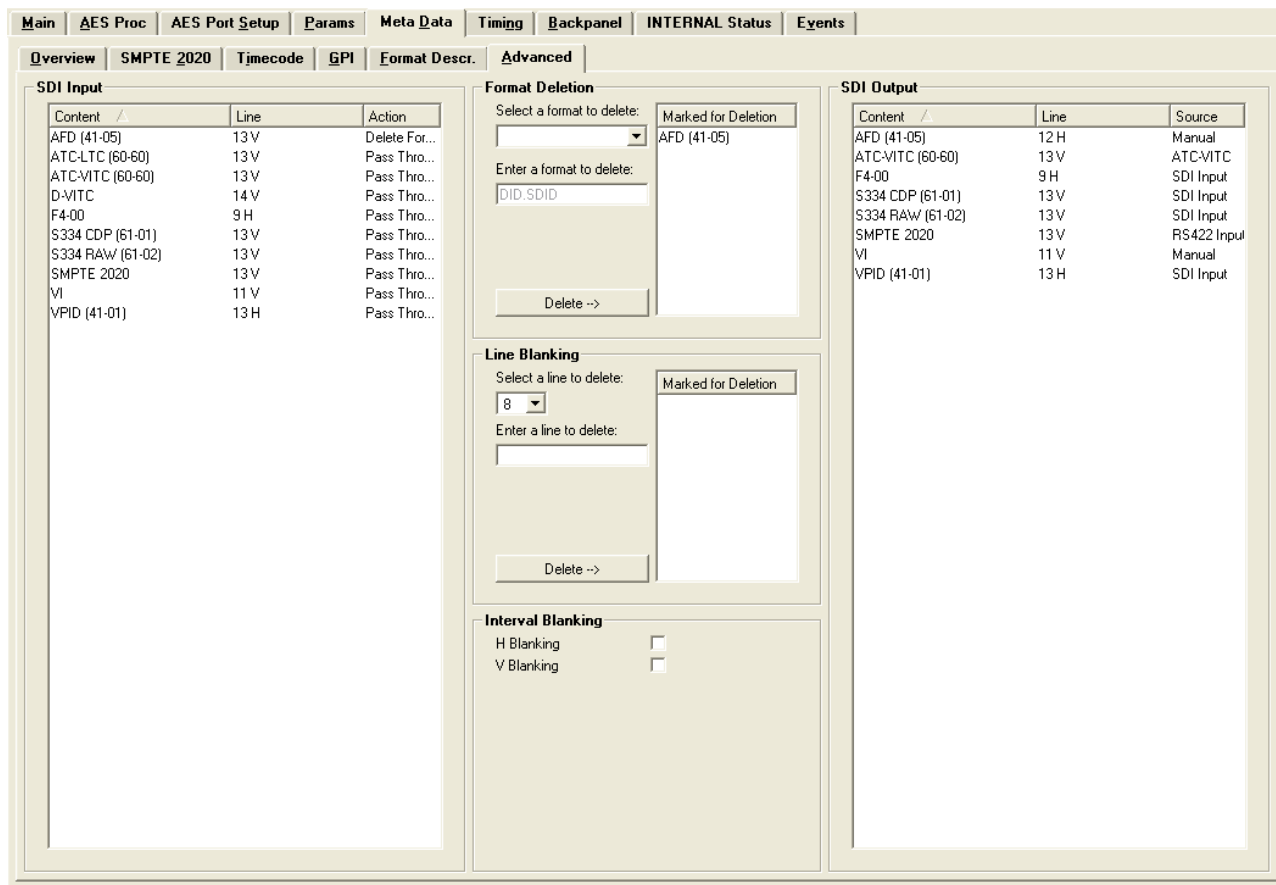 Main AES Proc AES Port Setup Params Meta Data Timing Backpanel INTERNAL Status Events
Overview SMPTE 2020 Timecode GPI Format Descr. Advanced
SDI Input
Content Line Action
AFD (41-05) 13 V Delete For...
ATC-LTC (60-60) 13 V Pass Thro...
ATC-VITC (60-60) 13 V Pass Thro...
D-VITC 14 V Pass Thro...
F4-00 9 H Pass Thro...
S334 CDP (61-01) 13 V Pass Thro...
S334 RAW (61-02) 13 V Pass Thro...
SMPTE 2020 13 V Pass Thro...
VI 11 V Pass Thro...
VPID (41-01) 13 H Pass Thro...
Format Deletion
Select a format to delete:
Marked for Deletion
AFD (41-05)
Enter a format to delete:
DID.SDID
Delete -->
Line Blanking
Select a line to delete:
Marked for Deletion
8
Enter a line to delete:
Delete -->
Interval Blanking
H Blanking
V Blanking
SDI Output
Content Line Source
AFD (41-05) 12 H Manual
ATC-VITC (60-60) 13 V ATC-VITC
F4-00 9 H SDI Input
S334 CDP (61-01) 13 V SDI Input
S334 RAW (61-02) 13 V SDI Input
SMPTE 2020 13 V RS422 Input
VI 11 V Manual
VPID (41-01) 13 H SDI Input